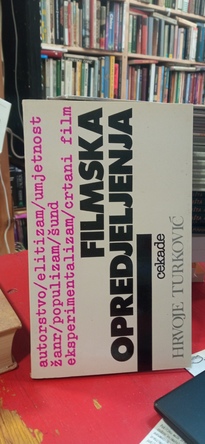 autorstvo/elitizam/umjetnost
žanr/populizam/šund
eksperimentalizam/crtani film
FILMSKA
OPREDJELJENJA
cekade
HRVOJE TURKOVIĆ